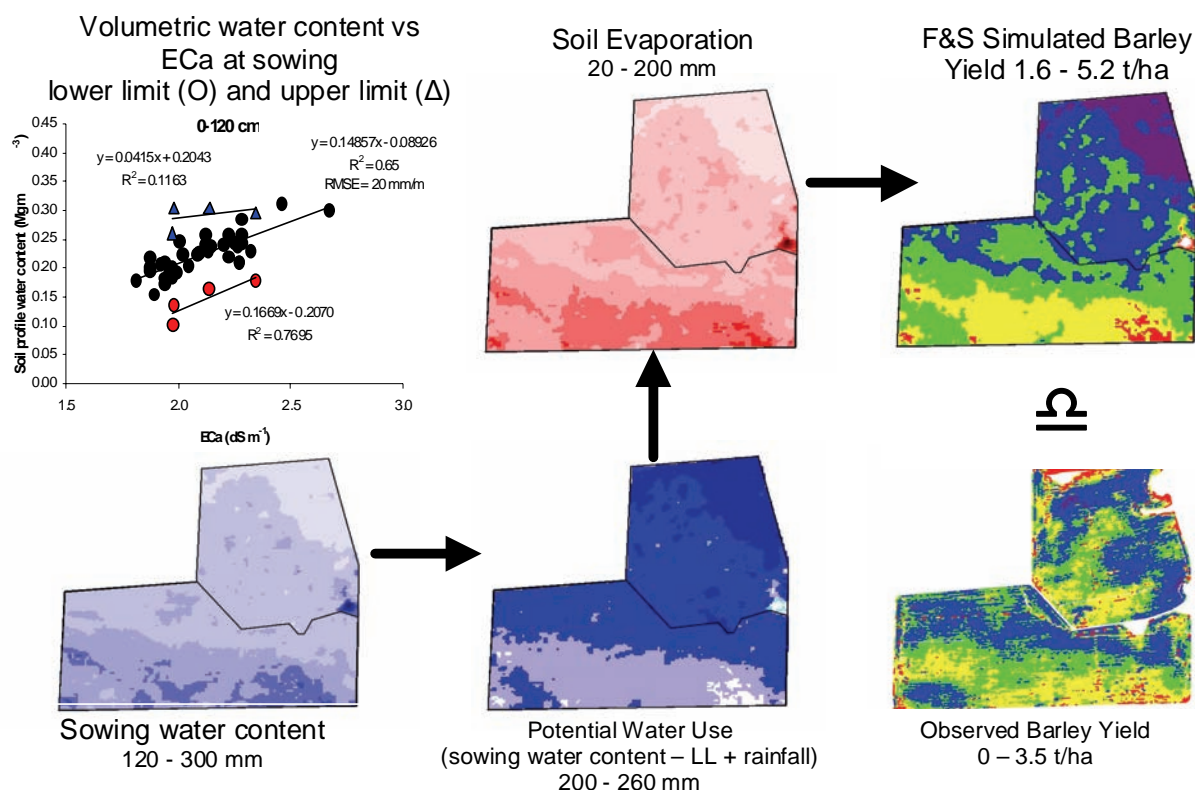 Volumetric water content vs
ECa at sowing
lower limit (O) and upper limit (Δ)
0-120 cm
Soil profile water content (Mgm-3)
0.45
0.40
0.35
0.30
0.25
0.20
0.15
0.10
0.05
0.00
y = 0.0415x + 0.2043
R2 = 0.1163
y = 0.14857x - 0.08926
R2 = 0.65
RMSE = 20 mm/m
y = 0.1669x - 0.2070
R2 = 0.7695
1.5 2.0 2.5 3.0
ECa (dS m-1)
Soil Evaporation
20 - 200 mm
F&S Simulated Barley
Yield 1.6 - 5.2 t/ha
Sowing water content
120 - 300 mm
Potential Water Use
(sowing water content – LL + rainfall)
200 - 260 mm
Observed Barley Yield
0 – 3.5 t/ha